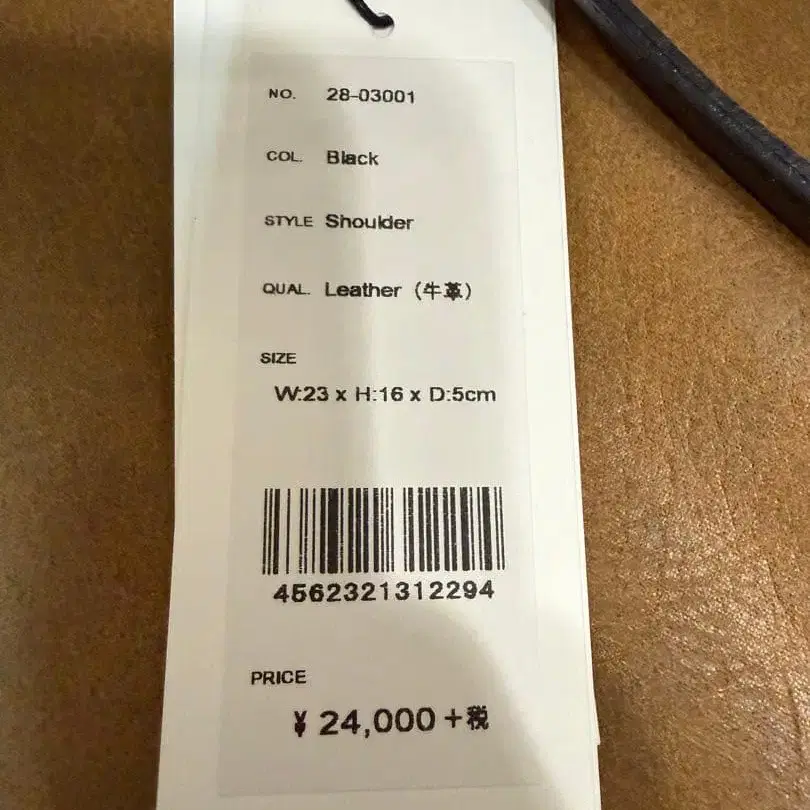 NO. 28-03001
COL. Black
STYLE Shoulder
QUAL. Leather (牛革)
SIZE
W:23 x H:16 x D:5cm
4562321312294
PRICE
¥ 24,000+税